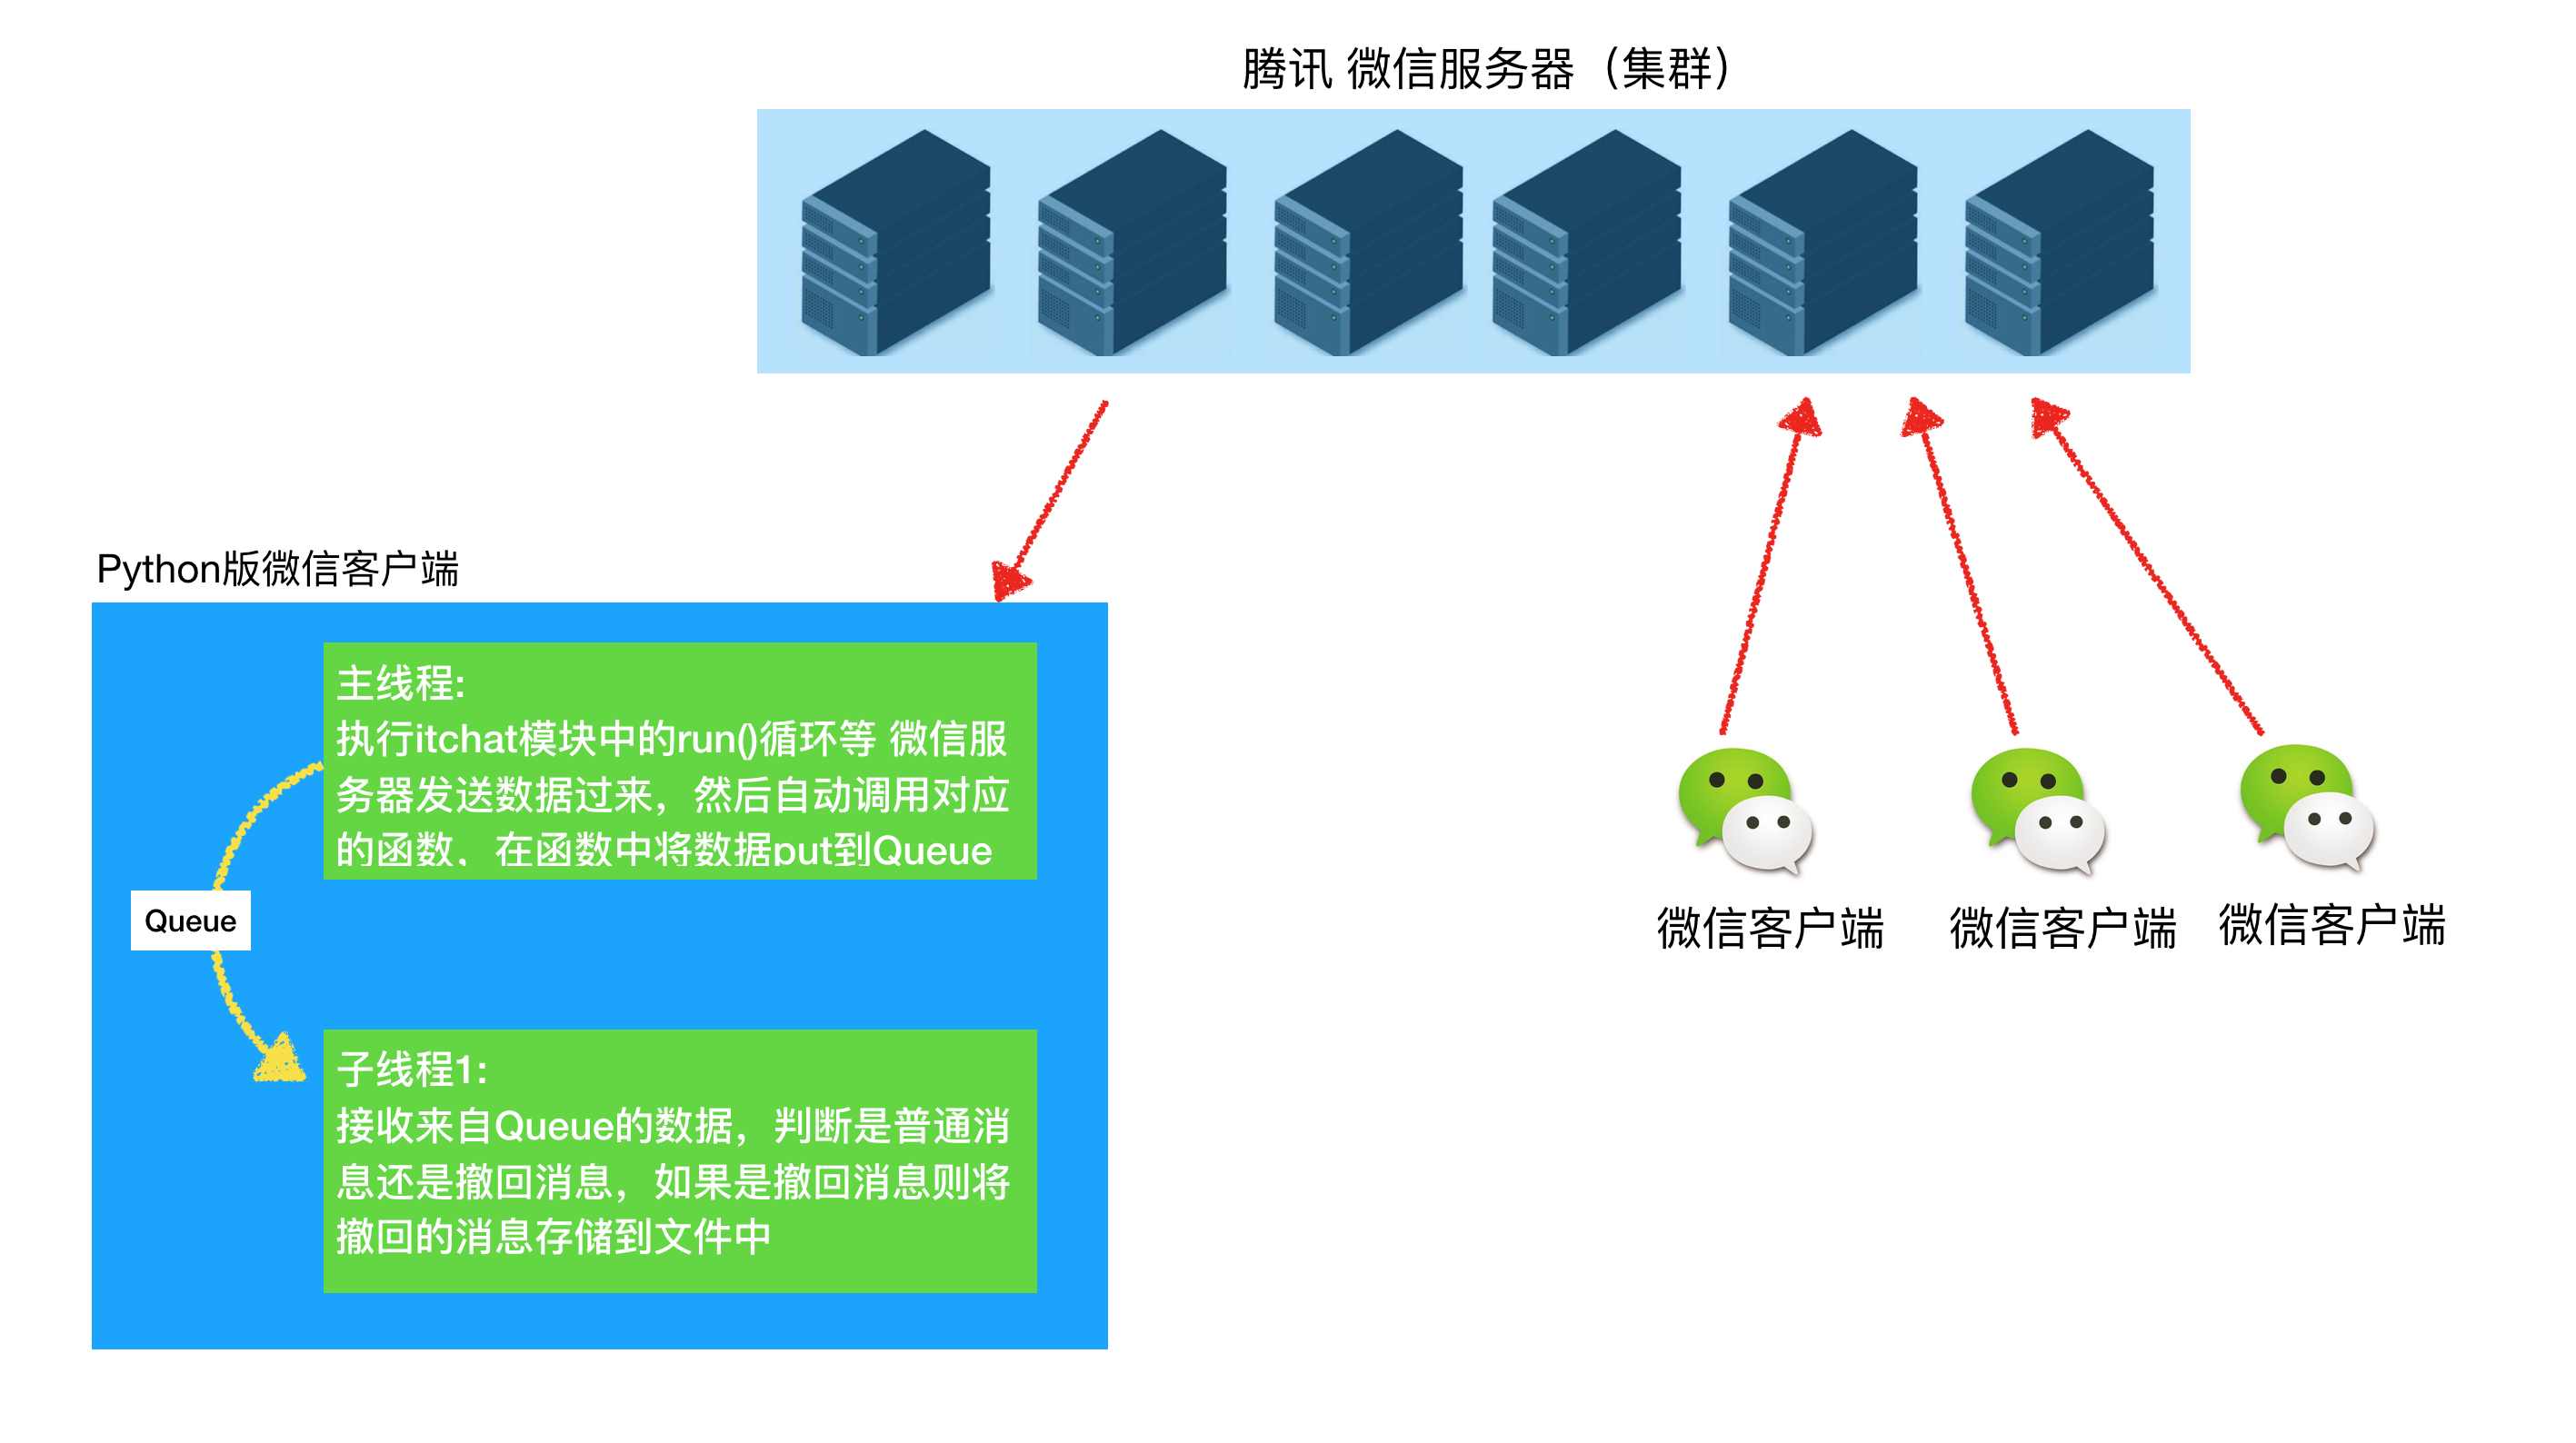 腾讯 微信服务器（集群）
Python版微信客户端
主线程:
执行itchat模块中的run()循环等 微信服
务器发送数据过来，然后自动调用对应
的函数，在函数中将数据put到Queue
Queue
子线程1:
接收来自Queue的数据，判断是普通消
息还是撤回消息，如果是撤回消息则将
撤回的消息存储到文件中
微信客户端
微信客户端
微信客户端